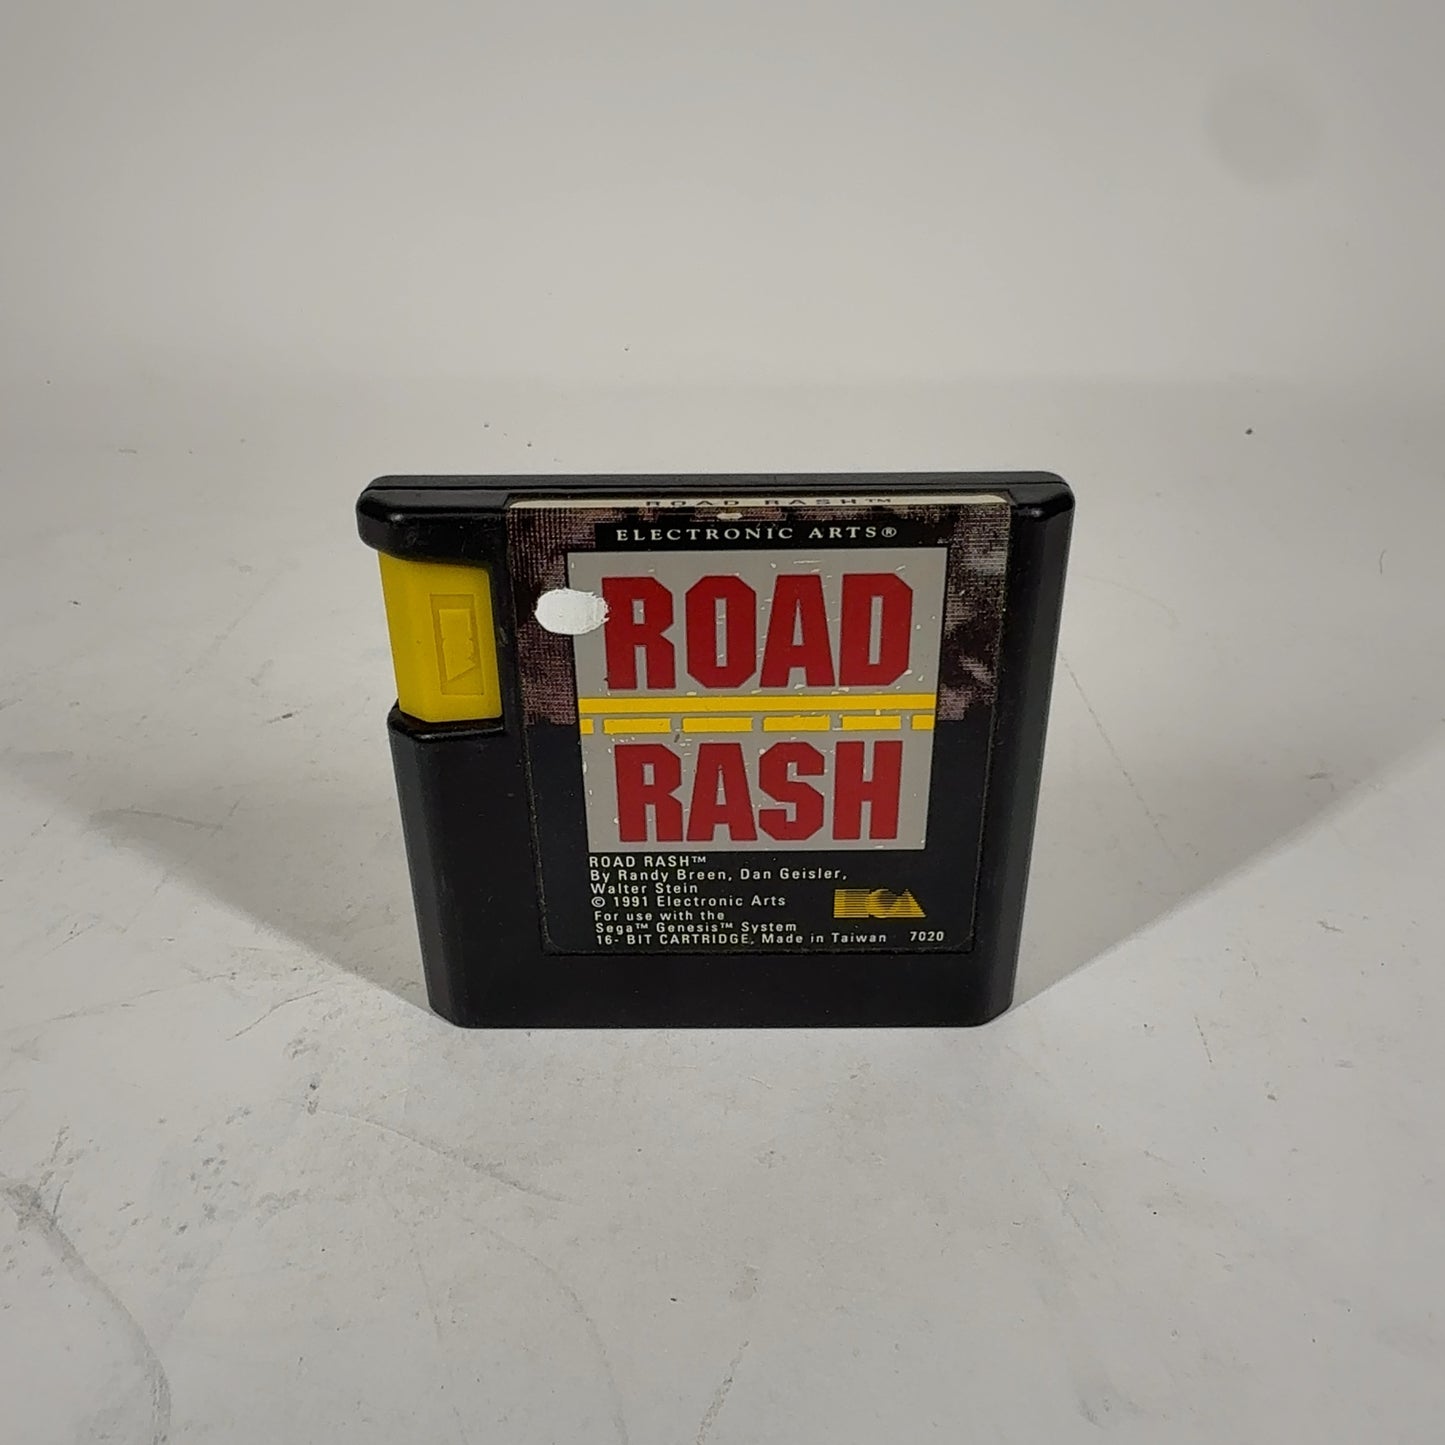 ROAD RASH™
ELECTRONIC ARTS®
ROAD
RASH
ROAD RASH™
By Randy Breen, Dan Geisler,
Walter Stein
© 1991 Electronic Arts
For use with the
Sega™ Genesis™ System
16- BIT CARTRIDGE, Made in Taiwan 7020
EA